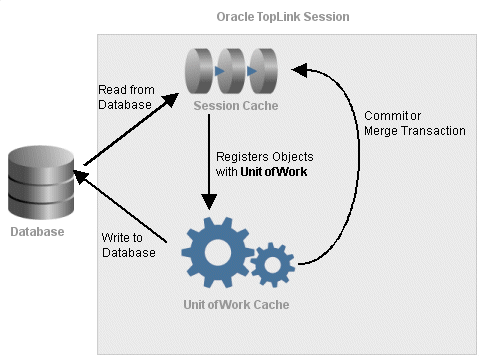 Oracle TopLink Session
Read from
Database
Session Cache
Commit or
Merge Transaction
Registers Objects
with Unit of Work
Database
Write to
Database
Unit of Work Cache